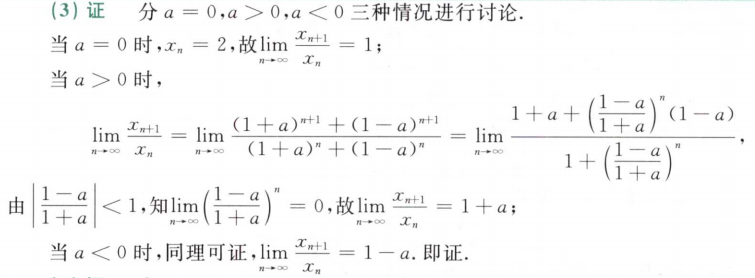 (3) 证 分 a = 0,a > 0,a < 0 三种情况进行讨论.
当 a = 0 时,xₙ = 2,故 lim_{n→∞} x_{n+1}/x_n = 1;
当 a > 0 时,
lim_{n→∞} x_{n+1}/x_n = lim_{n→∞} ((1+a)^{n+1} + (1-a)^{n+1})/((1+a)^n + (1-a)^n) = lim_{n→∞} (1+a+((1-a)/(1+a))^n (1-a))/(1+((1-a)/(1+a))^n),
由 |(1-a)/(1+a)| < 1,知 lim_{n→∞} ((1-a)/(1+a))^n = 0,故 lim_{n→∞} x_{n+1}/x_n = 1+a;
当 a < 0 时,同理可证,lim_{n→∞} x_{n+1}/x_n = 1-a. 即证.